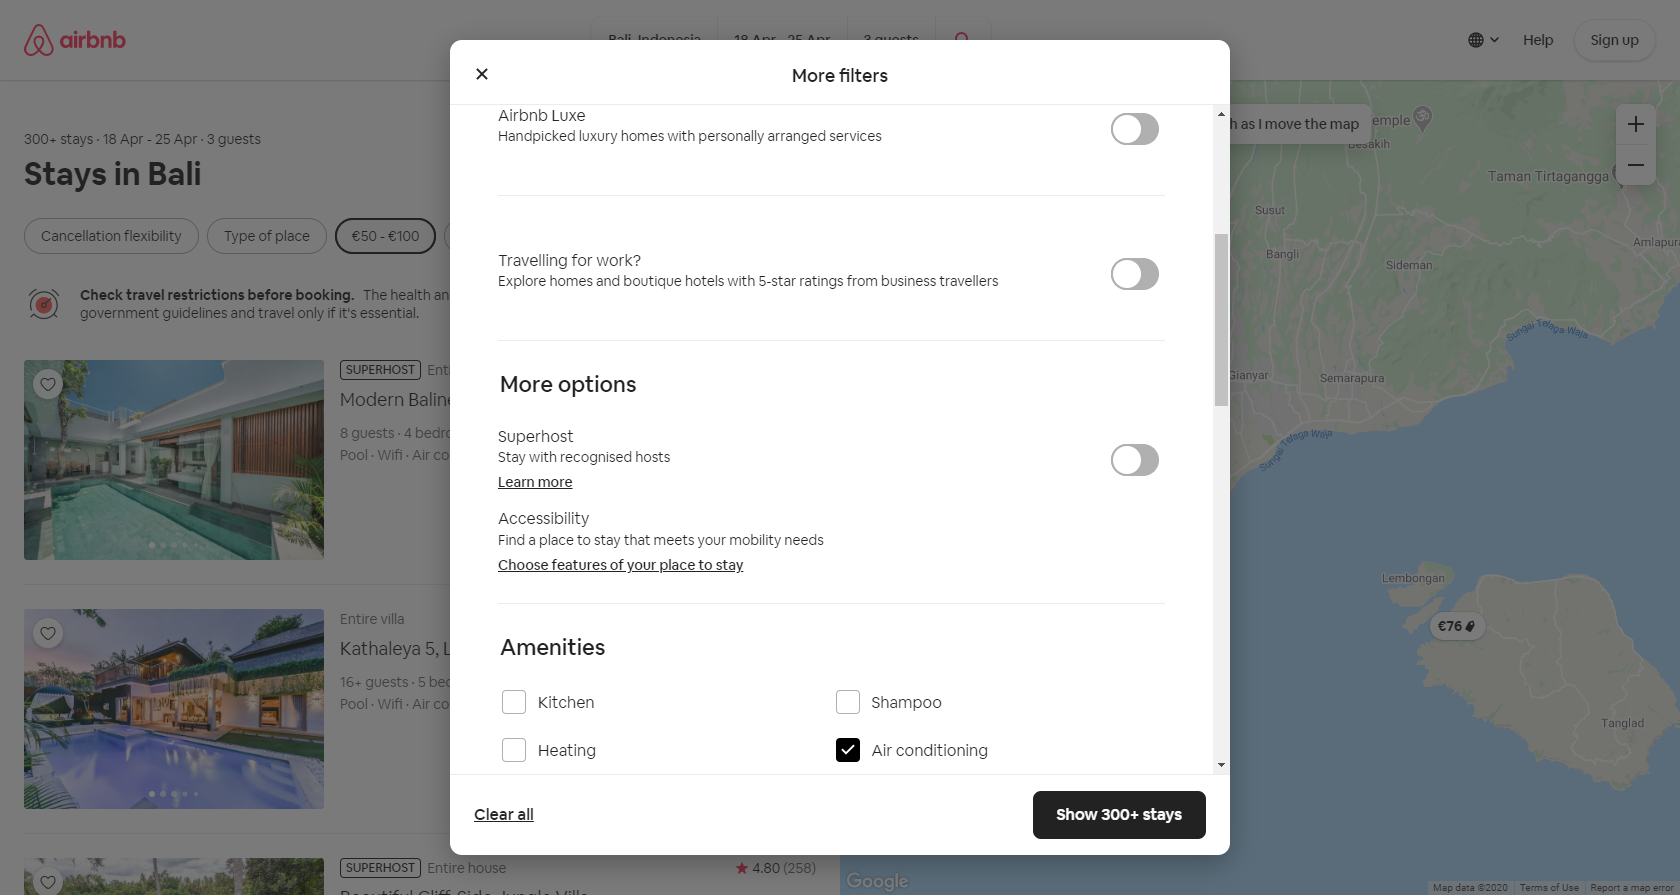 airbnb
Bali, Indonesia
18 Apr - 25 Apr
3 guests
Help
Sign up
300+ stays · 18 Apr - 25 Apr · 3 guests
Stays in Bali
Cancellation flexibility
Type of place
€50 - €100
Check travel restrictions before booking. The health an
government guidelines and travel only if it's essential.
SUPERHOST
Modern Baline
8 guests · 4 bedro
Pool · Wifi · Air co
Entire villa
Kathaleya 5, L
16+ guests · 5 bed
Pool · Wifi · Air co
SUPERHOST Entire house
4.80 (258)
More filters
Airbnb Luxe
Handpicked luxury homes with personally arranged services
Travelling for work?
Explore homes and boutique hotels with 5-star ratings from business travellers
More options
Superhost
Stay with recognised hosts
Learn more
Accessibility
Find a place to stay that meets your mobility needs
Choose features of your place to stay
Amenities
Kitchen
Shampoo
Heating
Air conditioning
Clear all
Show 300+ stays
h as I move the map
emple
Besakih
Taman Tirtagangga
Susut
Amlapura
Bangli
Sideman
Sungai Telaga Waja
Gianyar
Semarapura
Sungai Telaga Waja
Lembongan
€76
Tanglad
Google
Map data ©2020
Terms of Use
Report a map error